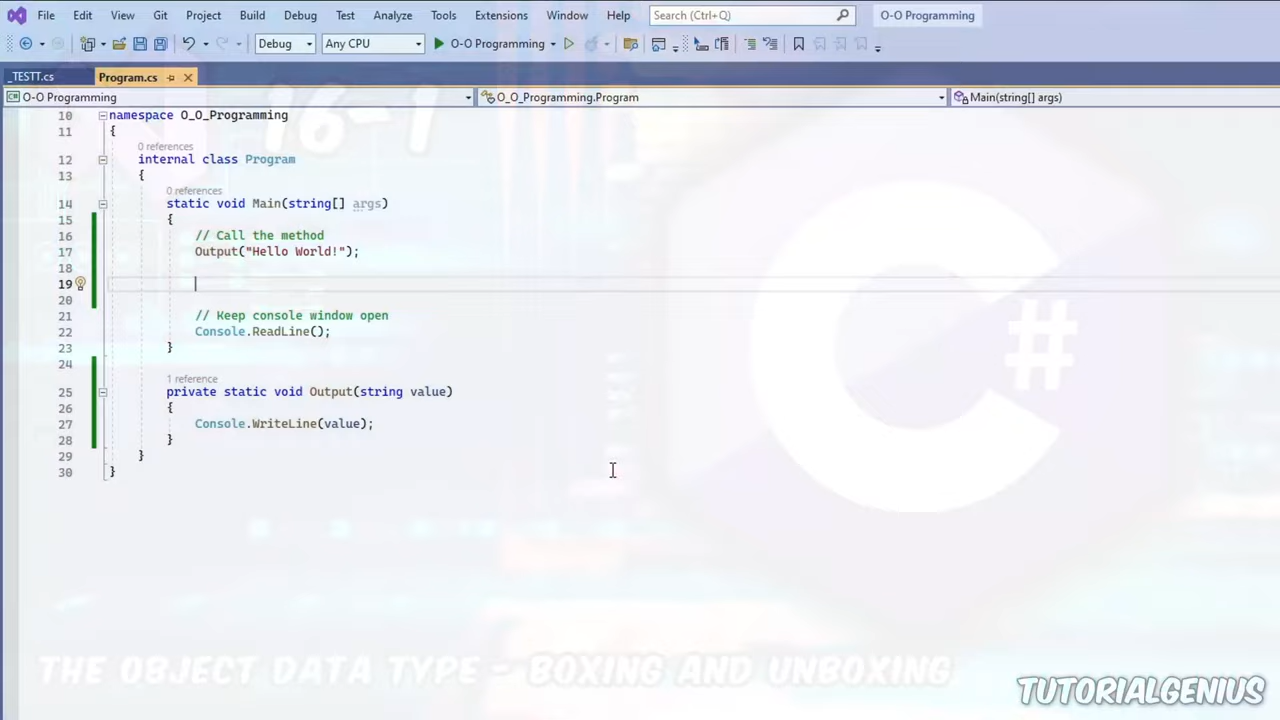 File Edit View Git Project Build Debug Test Analyze Tools Extensions Window Help Search (Ctrl+Q) O-O Programming
Debug Any CPU O-O Programming
_TESTT.cs Program.cs
O-O Programming O_O_Programming.Program Main(string[] args)
16-1
10 namespace O_O_Programming
11 {
0 references
12 internal class Program
13 {
0 references
14 static void Main(string[] args)
15 {
16 // Call the method
17 Output("Hello World!");
18
19
20
21 // Keep console window open
22 Console.ReadLine();
23 }
24
1 reference
25 private static void Output(string value)
26 {
27 Console.WriteLine(value);
28 }
29 }
30 }
C#
THE OBJECT DATA TYPE - BOXING AND UNBOXING
TUTORIALGENIUS